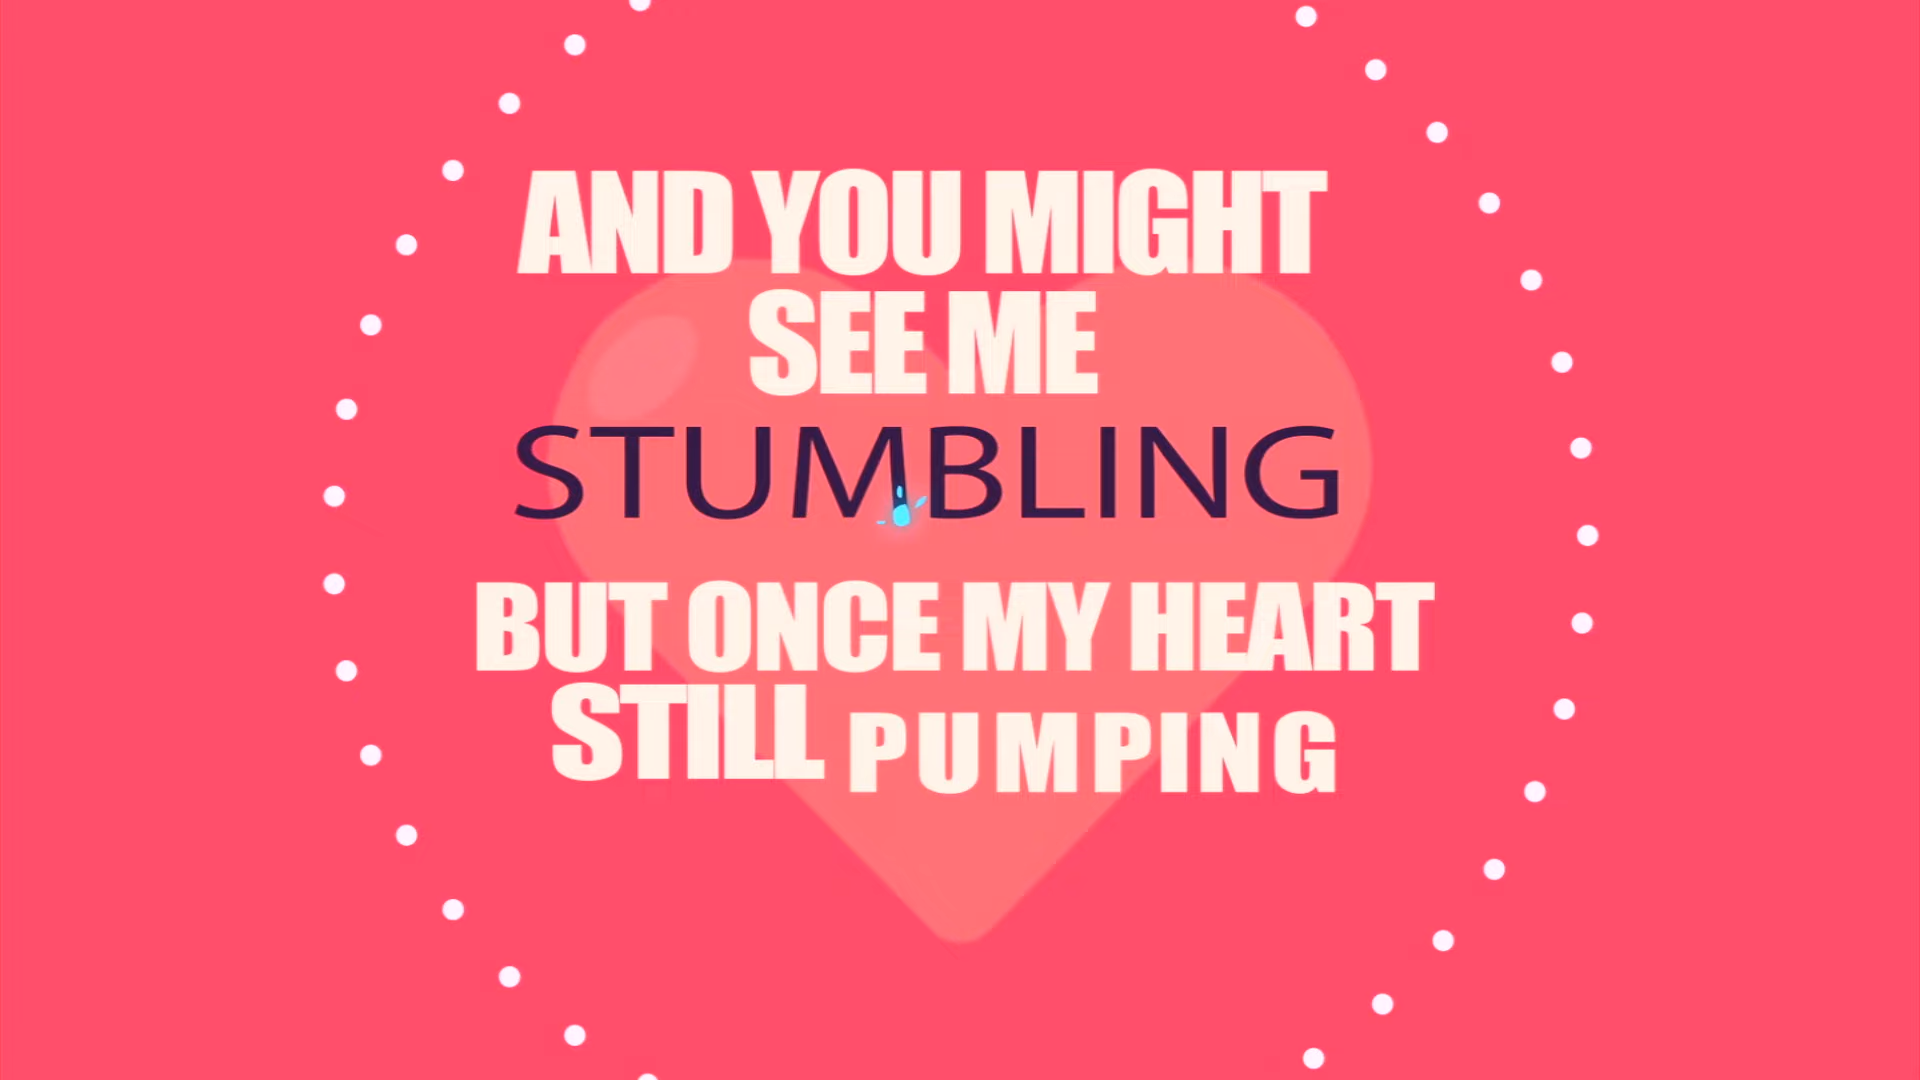 AND YOU MIGHT
SEE ME
STUMBLING
BUT ONCE MY HEART
STILL PUMPING